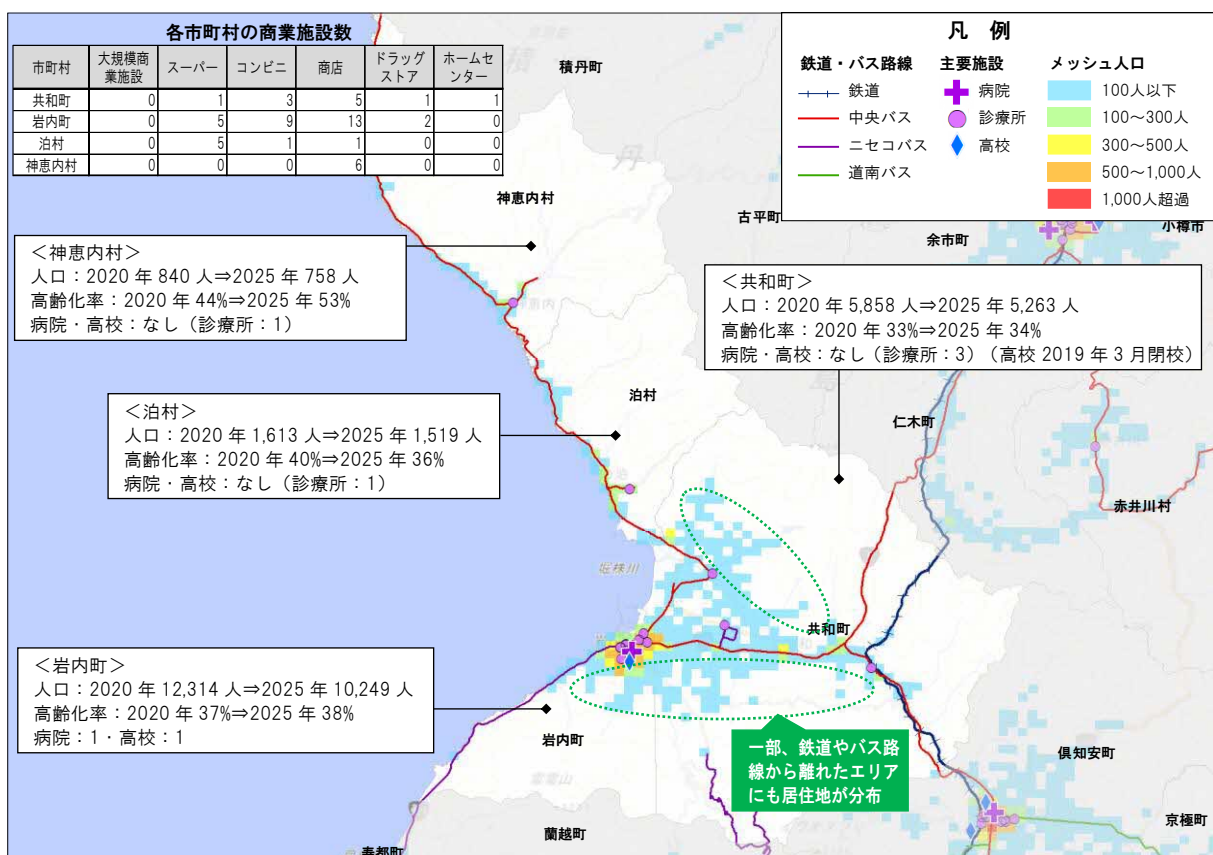 各市町村の商業施設数
市町村 大規模商業施設 スーパー コンビニ 商店 ドラッグストア ホームセンター
共和町 0 1 3 5 1 1
岩内町 0 5 9 13 2 0
泊村 0 5 1 1 0 0
神恵内村 0 0 0 6 0 0
凡 例
鉄道・バス路線 主要施設 メッシュ人口
鉄道 病院 100人以下
中央バス 診療所 100～300人
ニセコバス 高校 300～500人
道南バス 500～1,000人
1,000人超過
積丹町
神恵内村
古平町
余市町
小樽市
＜神恵内村＞
人口：2020 年 840 人⇒2025 年 758 人
高齢化率：2020 年 44%⇒2025 年 53%
病院・高校：なし（診療所：1）
＜共和町＞
人口：2020 年 5,858 人⇒2025 年 5,263 人
高齢化率：2020 年 33%⇒2025 年 34%
病院・高校：なし（診療所：3）（高校 2019 年 3 月閉校）
泊村
仁木町
赤井川村
＜泊村＞
人口：2020 年 1,613 人⇒2025 年 1,519 人
高齢化率：2020 年 40%⇒2025 年 36%
病院・高校：なし（診療所：1）
堀株川
共和町
＜岩内町＞
人口：2020 年 12,314 人⇒2025 年 10,249 人
高齢化率：2020 年 37%⇒2025 年 38%
病院：1・高校：1
岩内町
一部、鉄道やバス路
線から離れたエリア
にも居住地が分布
倶知安町
京極町
蘭越町